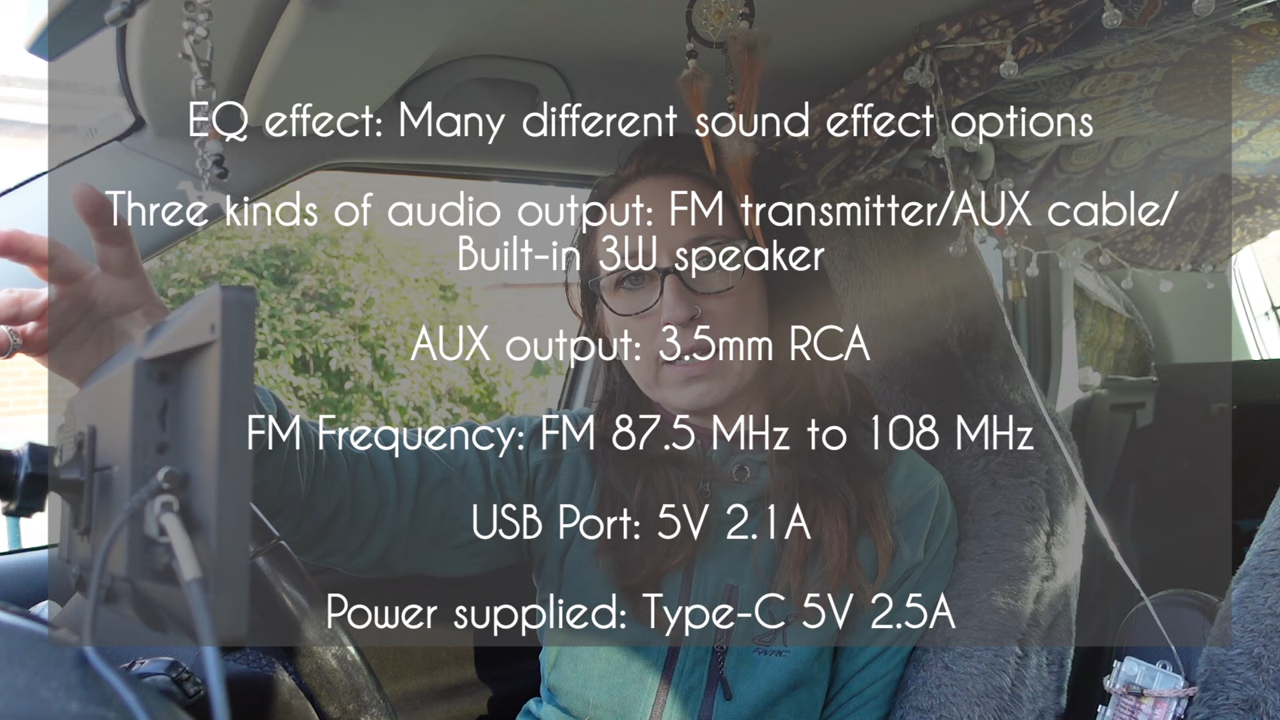 EQ effect: Many different sound effect options
Three kinds of audio output: FM transmitter/AUX cable/
Built-in 3W speaker
AUX output: 3.5mm RCA
FM Frequency: FM 87.5 MHz to 108 MHz
USB Port: 5V 2.1A
Power supplied: Type-C 5V 2.5A